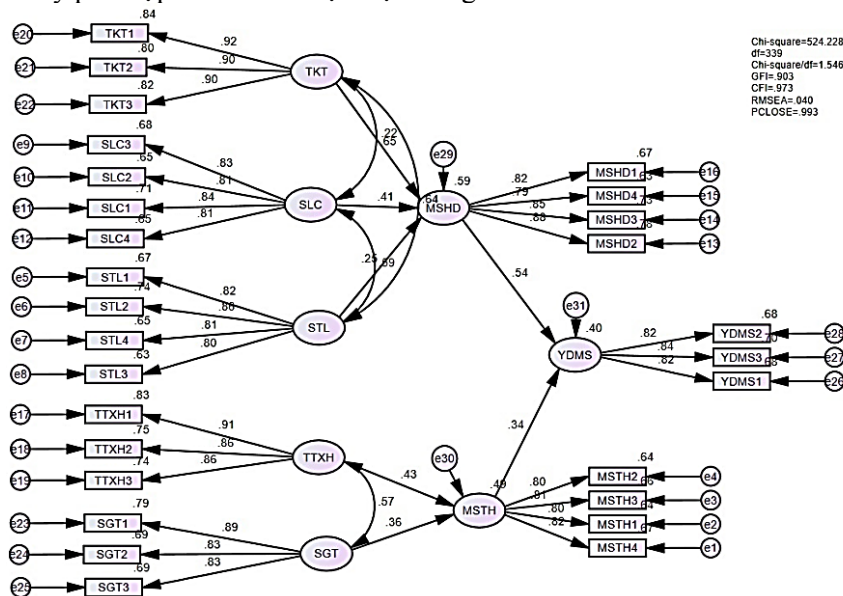 Chi-square=524.228
df=339
Chi-square/df=1.546
GFI=.903
CFI=.973
RMSEA=.040
PCLOSE=.993
.84
e20 TKT1
.92
.80
e21 TKT2 .90 TKT
.82 .90
e22 TKT3
.68
e9 SLC3 .83
.65
e10 SLC2 .81
.71
e11 SLC1 .84 SLC
.65 .81
e12 SLC4
.22
.65
.41
.64
.25
e29
.59
MSHD
.67
.82 MSHD1 e16
.79 MSHD4 e15
.73
.85 MSHD3 e14
.78
.88 MSHD2 e13
.67
e5 STL1 .82
.74
e6 STL2 .86
.65 STL
e7 STL4 .81
.63 .80
e8 STL3
.54
e31
.40
YDMS
.68
.82 YDMS2 e28
.70
.84 YDMS3 e27
.82 YDMS1 e26
.34
.83
e17 TTXH1 .91
.75
e18 TTXH2 .86 TTXH
.74
e19 TTXH3 .86
.43
.57
.36
e30
.49
MSTH
.64
.80 MSTH2 e4
.81 MSTH3 e3
.64
.80 MSTH1 e2
.82 MSTH4 e1
.79
e23 SGT1 .89
.69
e24 SGT2 .83 SGT
.69 .83
e25 SGT3